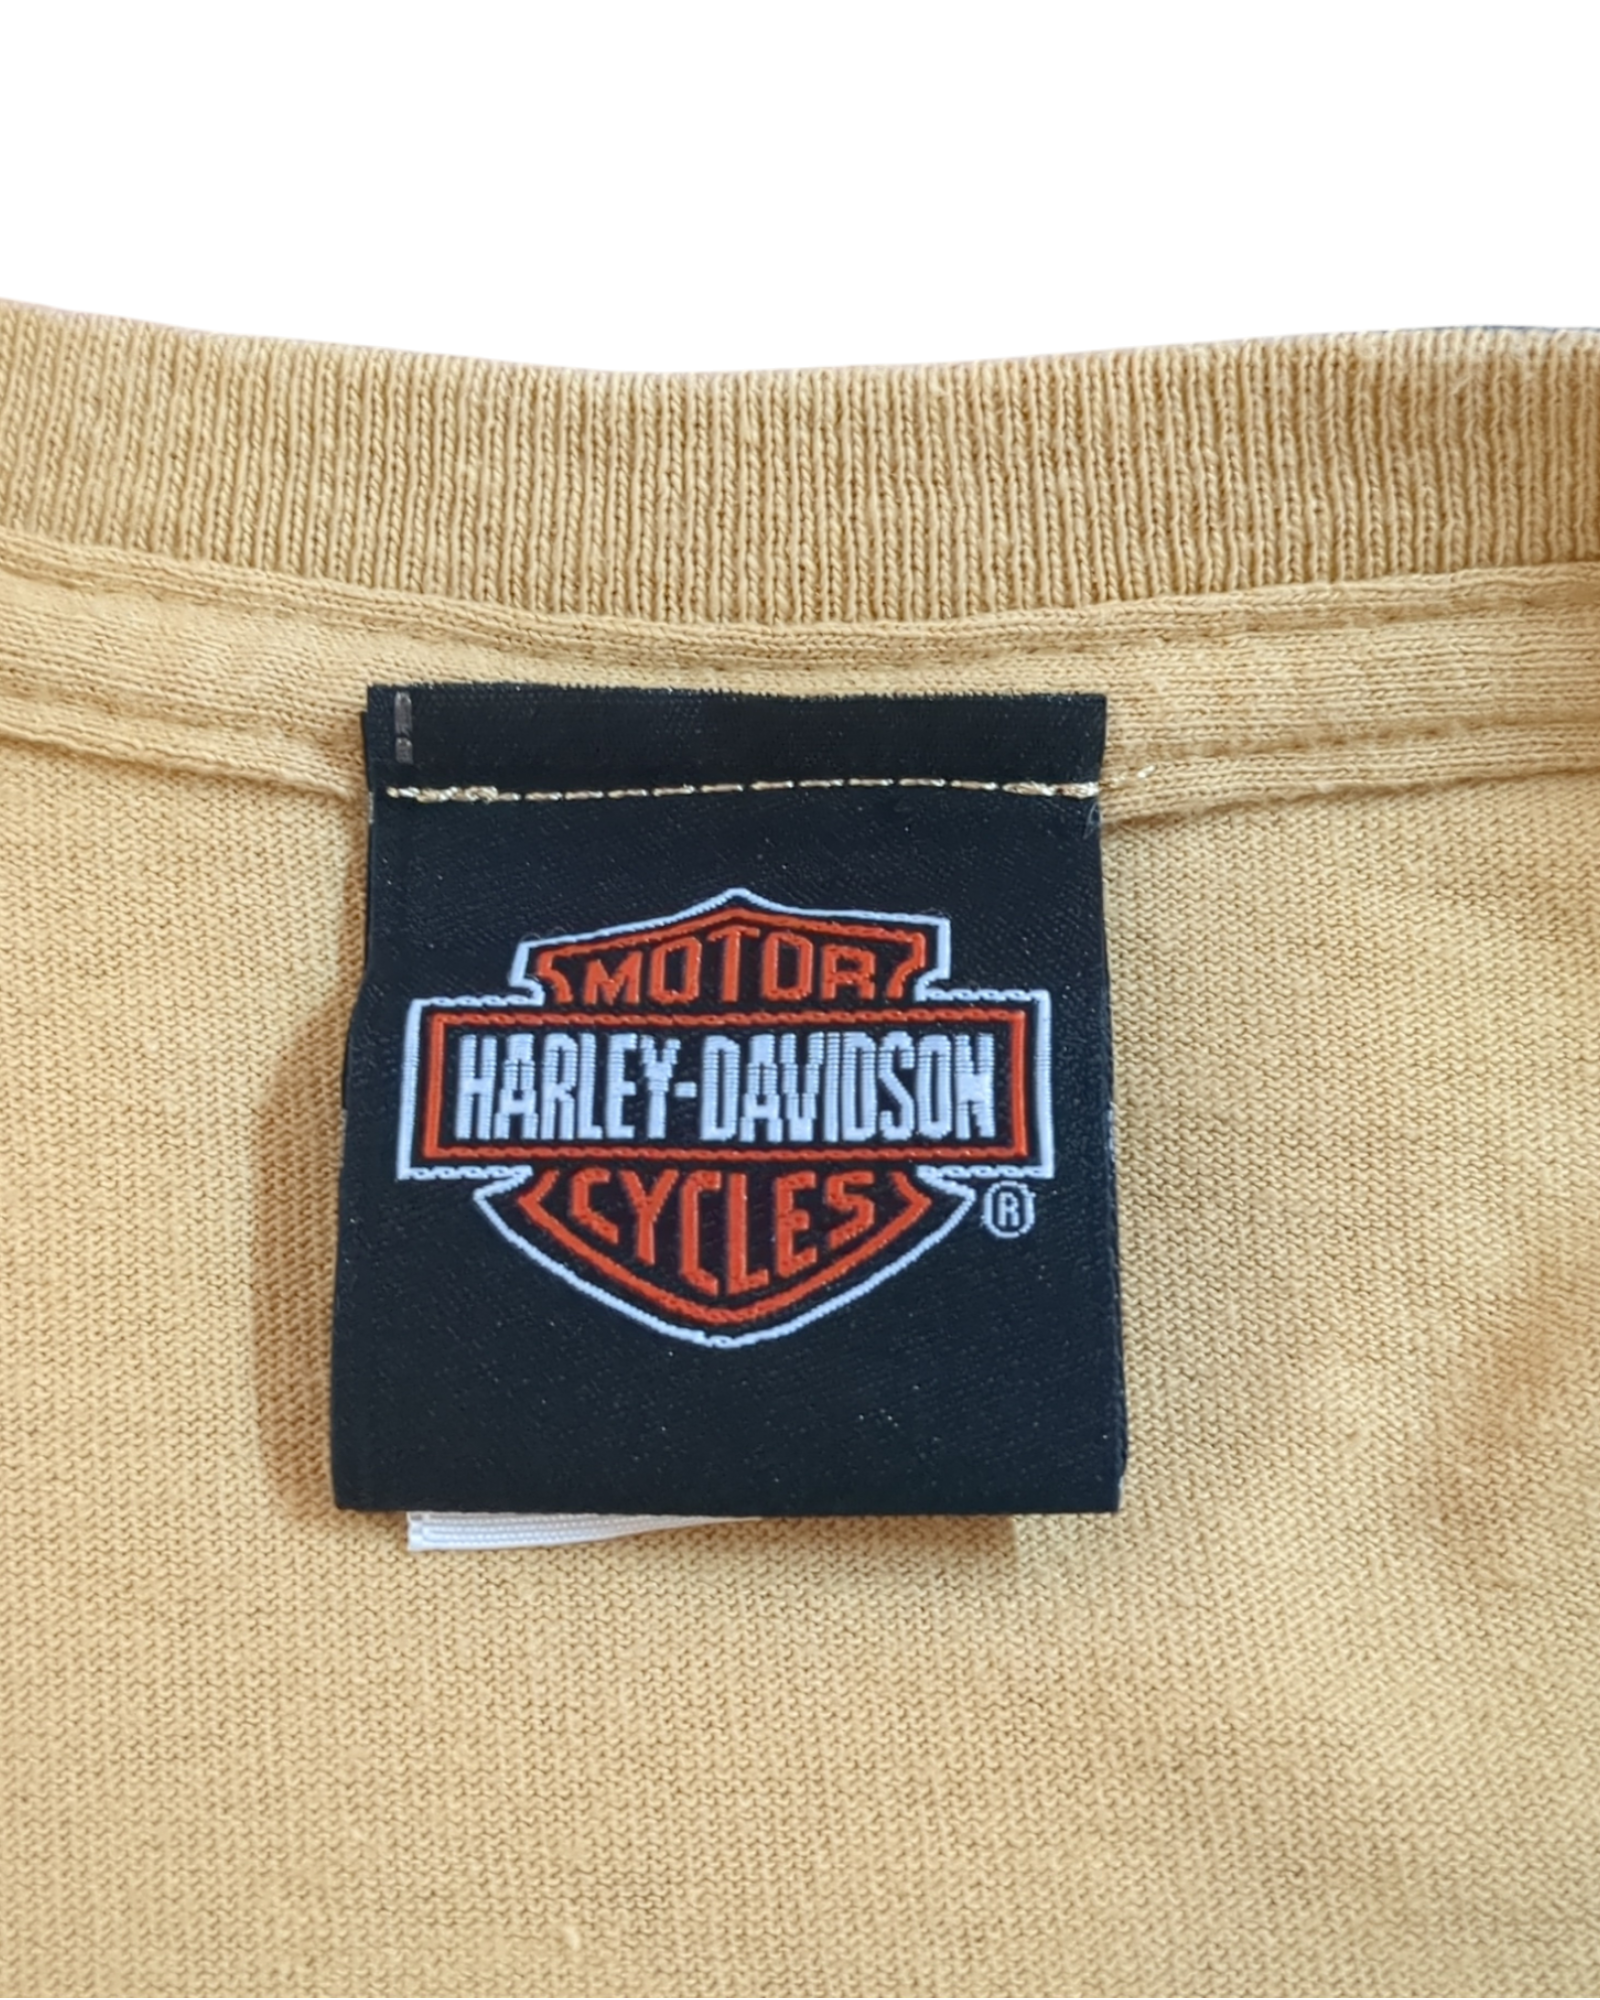 MOTOR
HARLEY-DAVIDSON
CYCLES
®